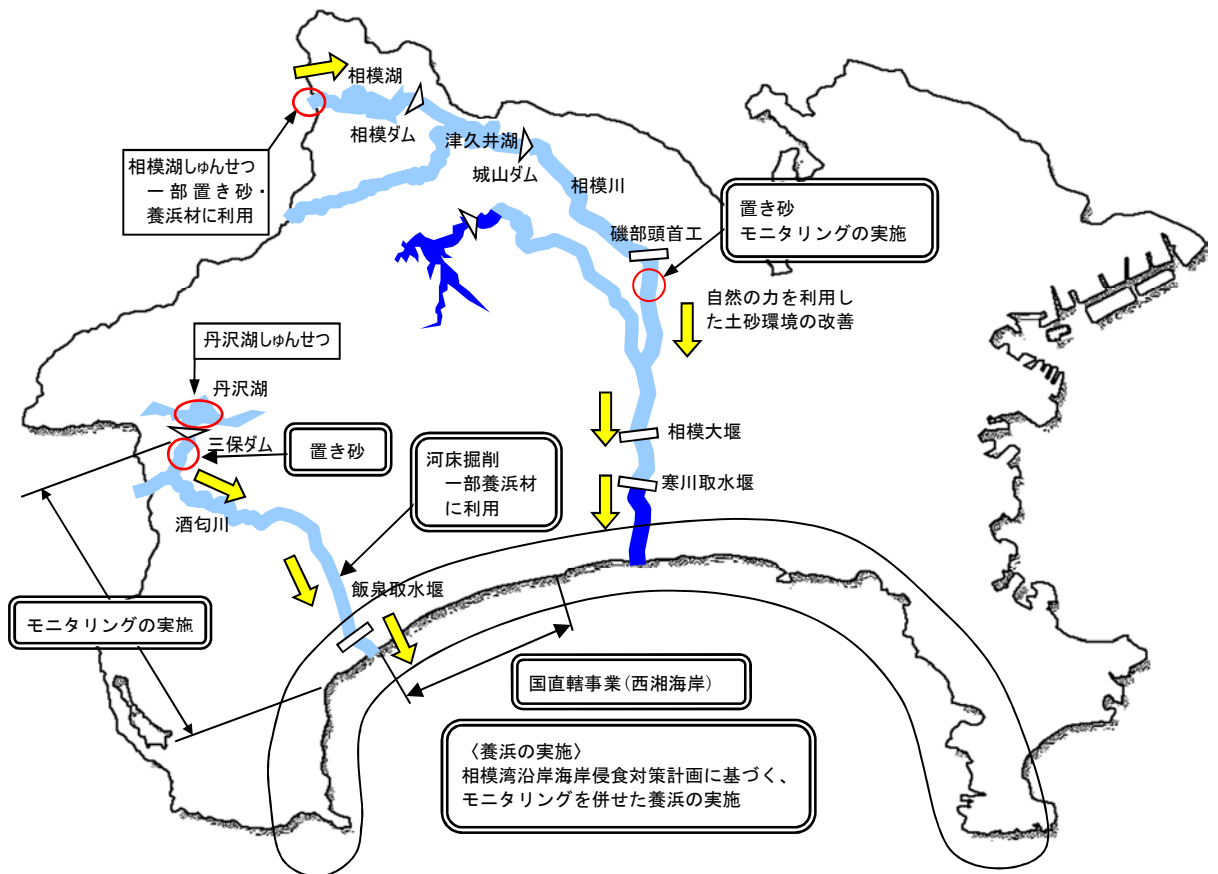 相模湖
相模ダム
津久井湖
城山ダム
相模川
相模湖しゅんせつ
一部置き砂・
養浜材に利用
置き砂
モニタリングの実施
磯部頭首工
自然の力を利用し
た土砂環境の改善
丹沢湖しゅんせつ
丹沢湖
三保ダム
置き砂
河床掘削
一部養浜材
に利用
相模大堰
寒川取水堰
酒匂川
飯泉取水堰
モニタリングの実施
国直轄事業(西湘海岸)
〈養浜の実施〉
相模湾沿岸海岸侵食対策計画に基づく、
モニタリングを併せた養浜の実施